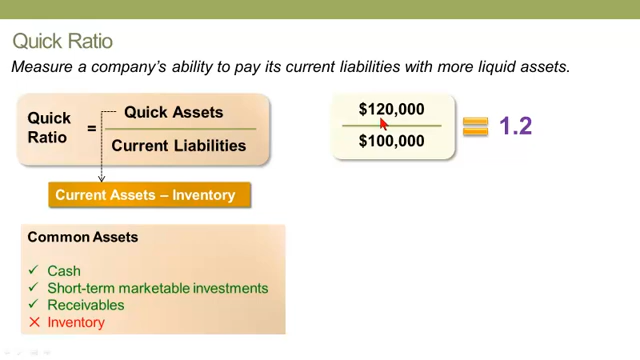 Quick Ratio
Measure a company's ability to pay its current liabilities with more liquid assets.
Quick Ratio = Quick Assets
Current Liabilities
Current Assets – Inventory
$120,000
$100,000
= 1.2
Common Assets
✓ Cash
✓ Short-term marketable investments
✓ Receivables
✕ Inventory